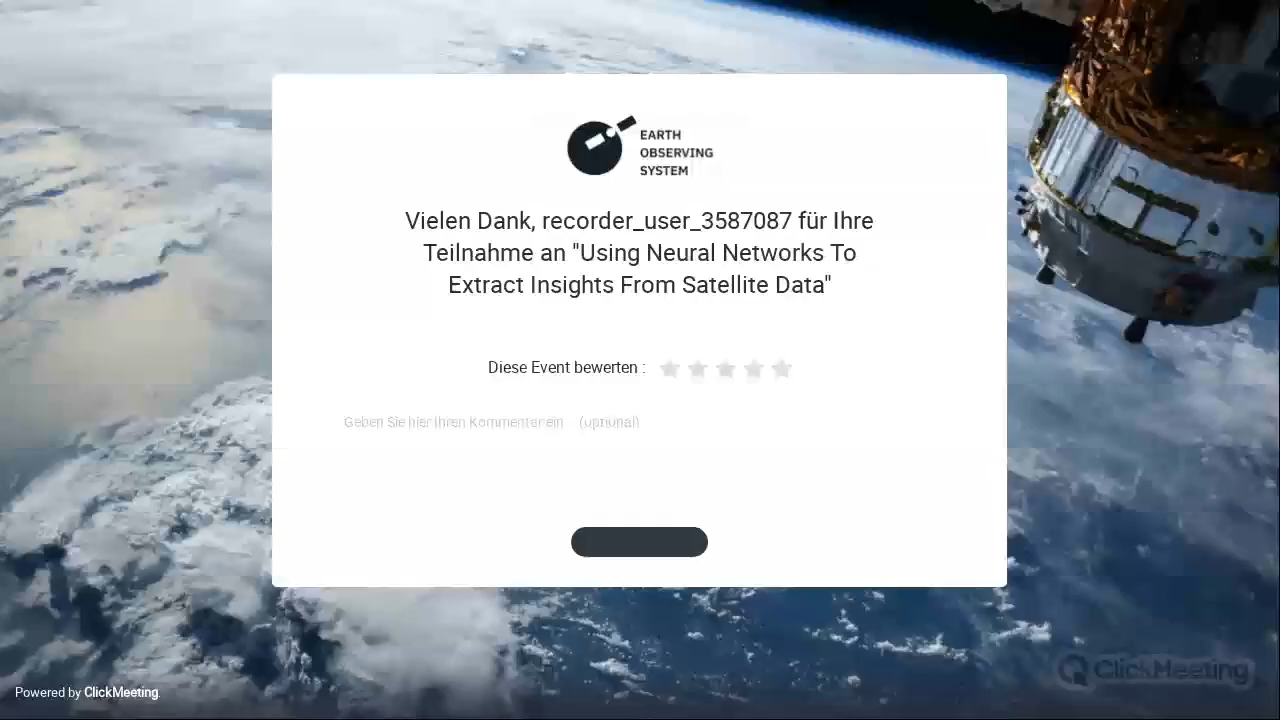 EARTH
OBSERVING
SYSTEM
Vielen Dank, recorder_user_3587087 für Ihre
Teilnahme an "Using Neural Networks To
Extract Insights From Satellite Data"
Diese Event bewerten :
Geben Sie hier Ihren Kommentar ein (optional)
ClickMeeting
Powered by ClickMeeting.